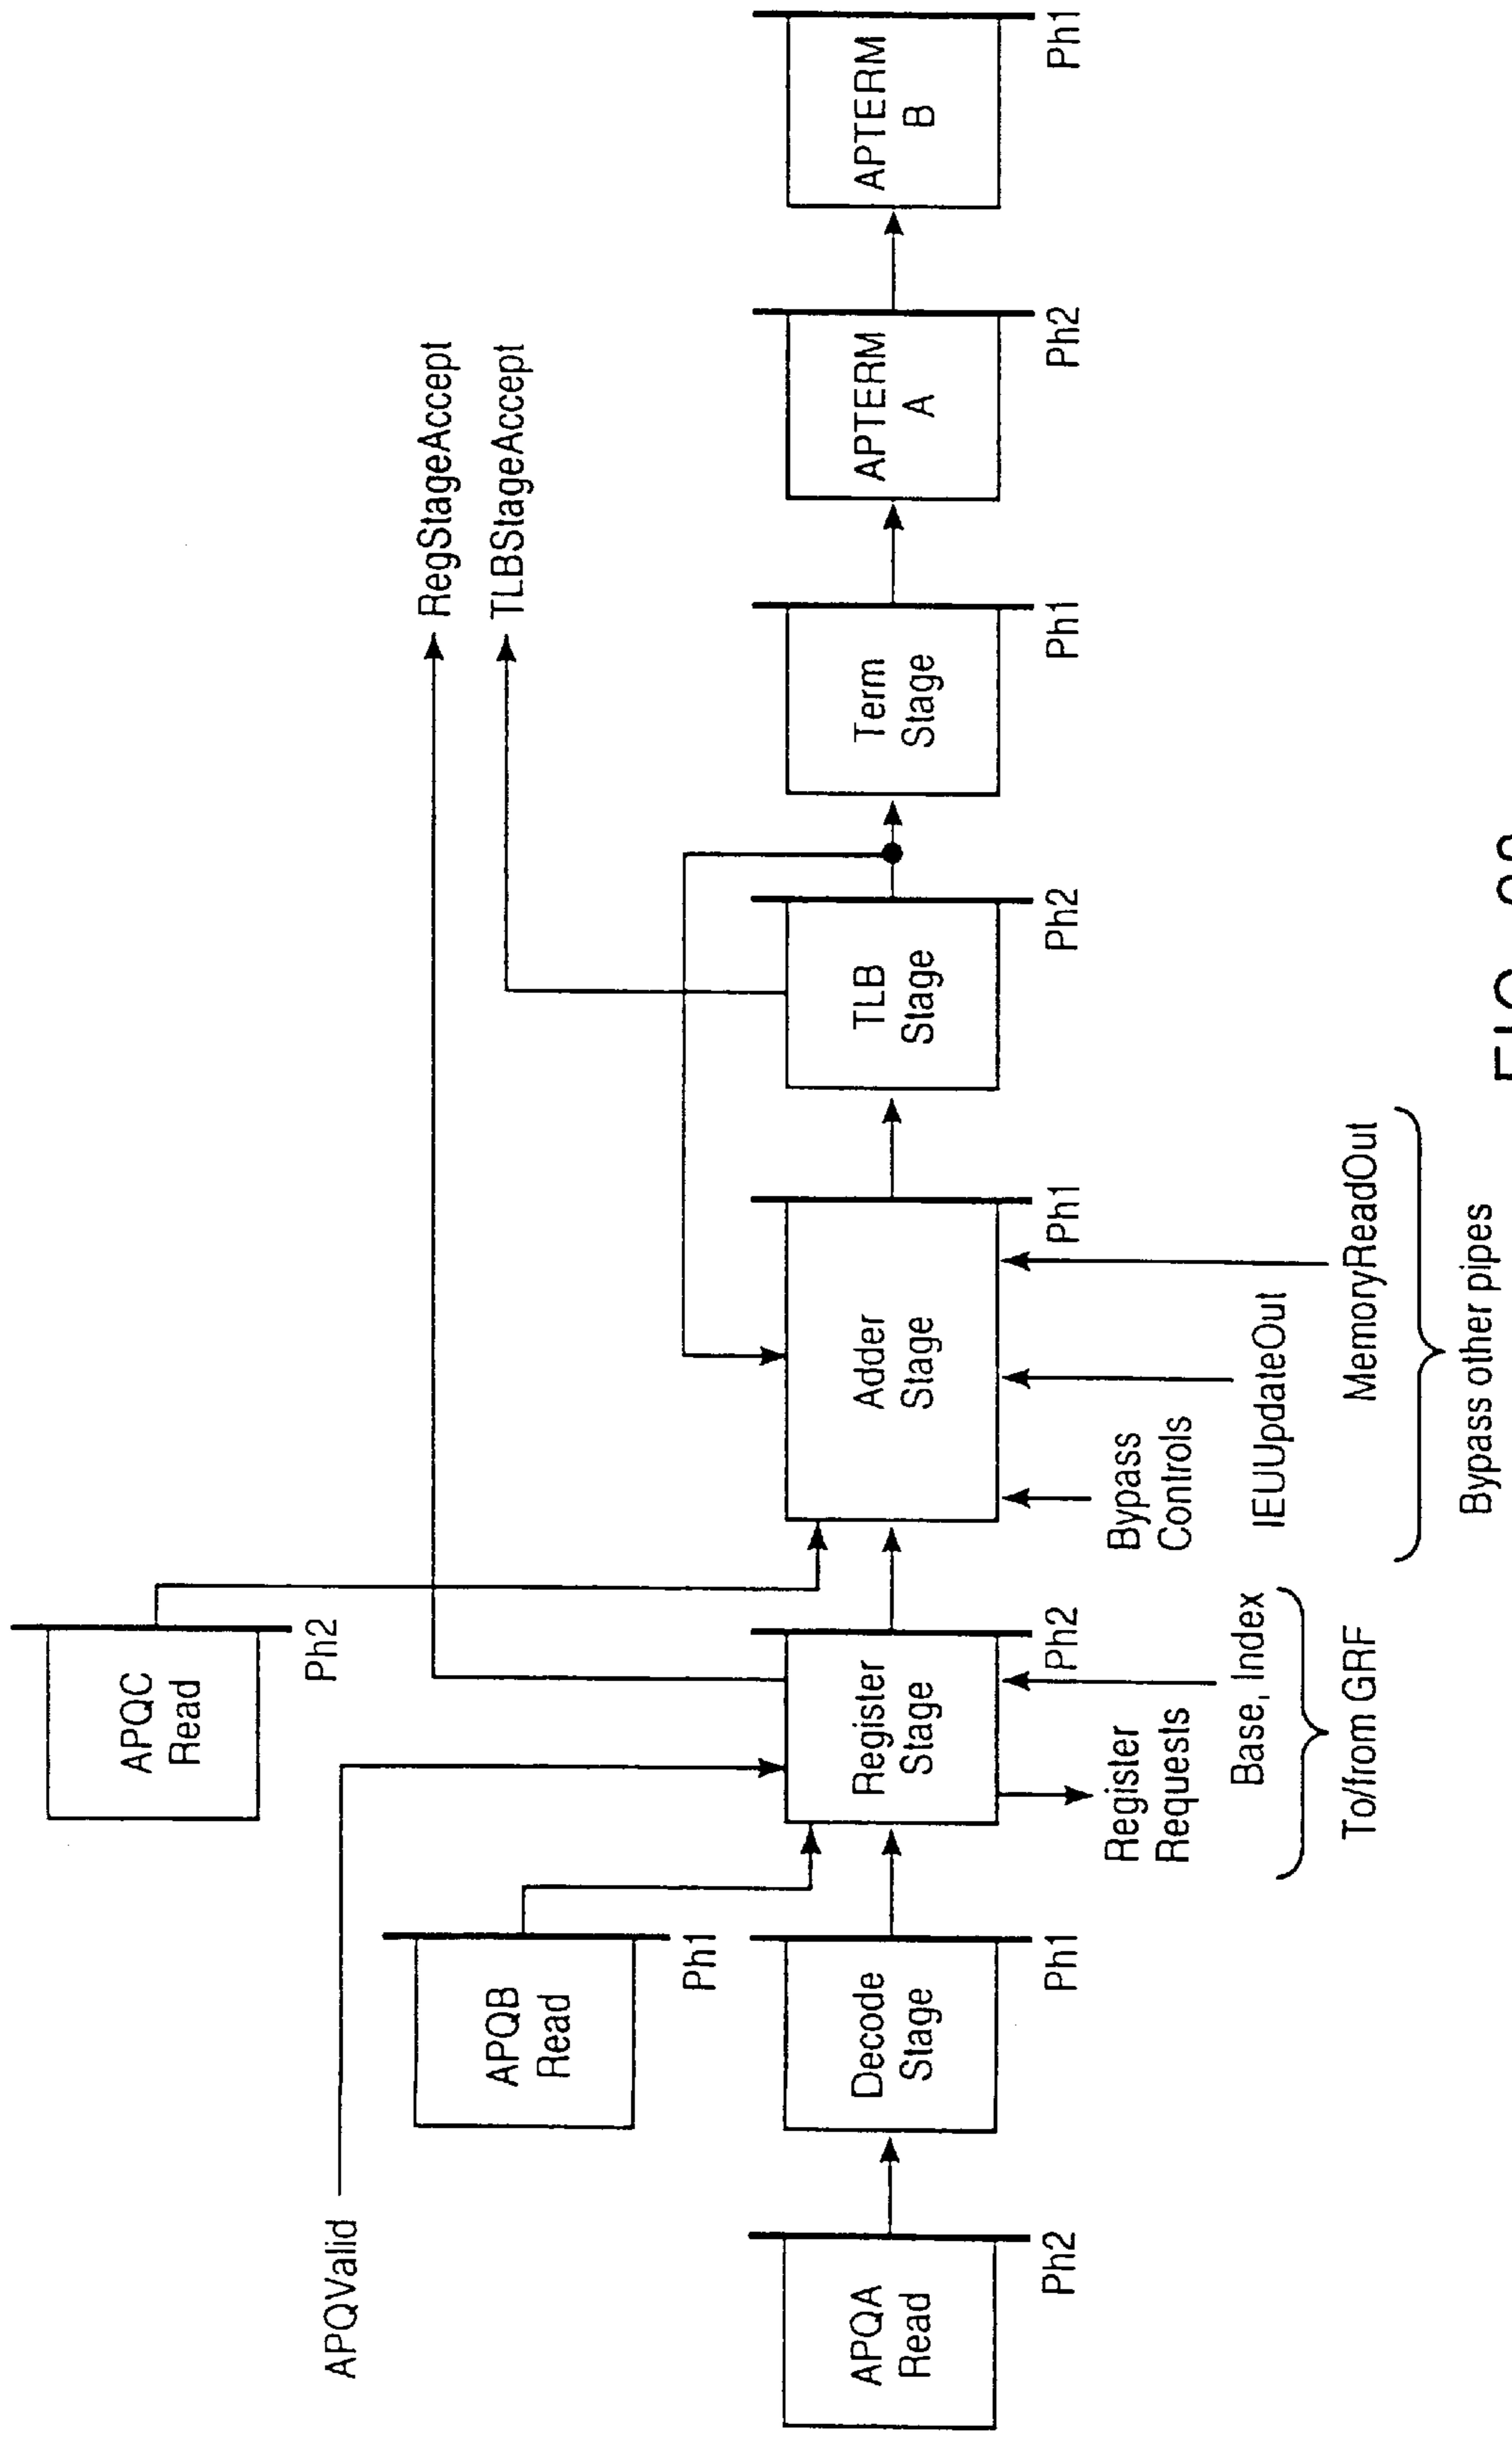 APQC
Read
Ph2
APQValid
RegStageAccept
TLBStageAccept
APQB
Read
Ph1
APQA
Read
Ph2
Decode
Stage
Ph1
Register
Stage
Ph2
Adder
Stage
Ph1
TLB
Stage
Ph2
Term
Stage
Ph1
APTERM
A
Ph2
APTERM
B
Ph1
Register
Requests
Base, Index
To/from GRF
Bypass
Controls
IEUUpdateOut
MemoryReadOut
Bypass other pipes